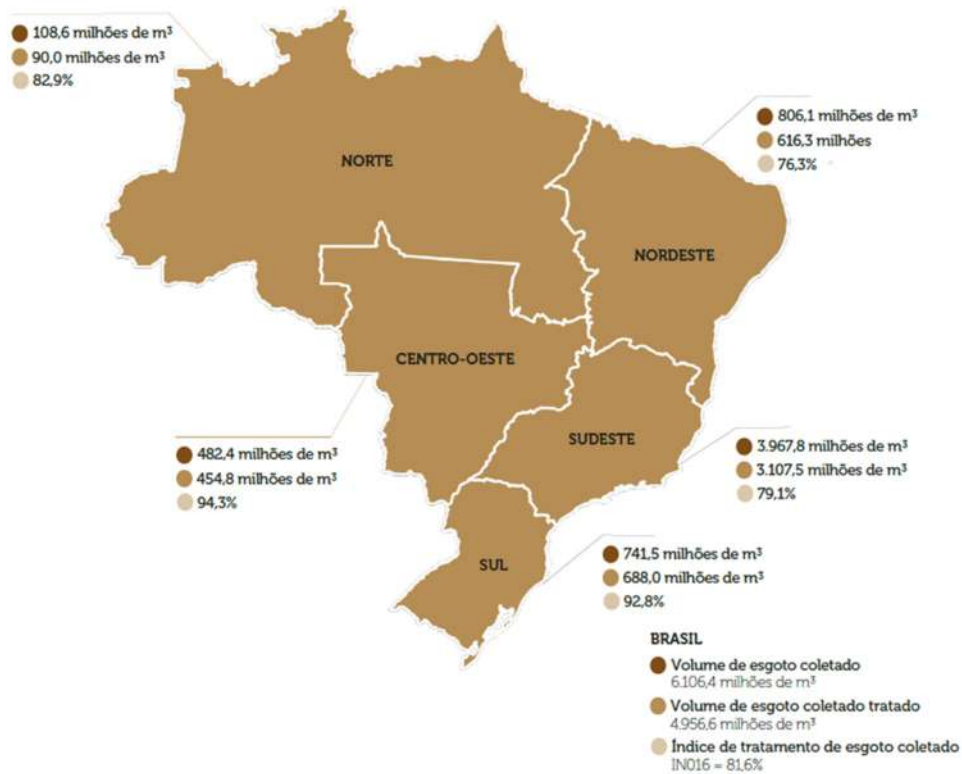 108,6 milhões de m³
90,0 milhões de m³
82,9%
806,1 milhões de m³
616,3 milhões
76,3%
NORTE
NORDESTE
CENTRO-OESTE
482,4 milhões de m³
454,8 milhões de m³
94,3%
SUDESTE
3.967,8 milhões de m³
3.107,5 milhões de m³
79,1%
SUL
741,5 milhões de m³
688,0 milhões de m³
92,8%
BRASIL
Volume de esgoto coletado
6.106,4 milhões de m³
Volume de esgoto coletado tratado
4.956,6 milhões de m³
Índice de tratamento de esgoto coletado
IN016 = 81,6%